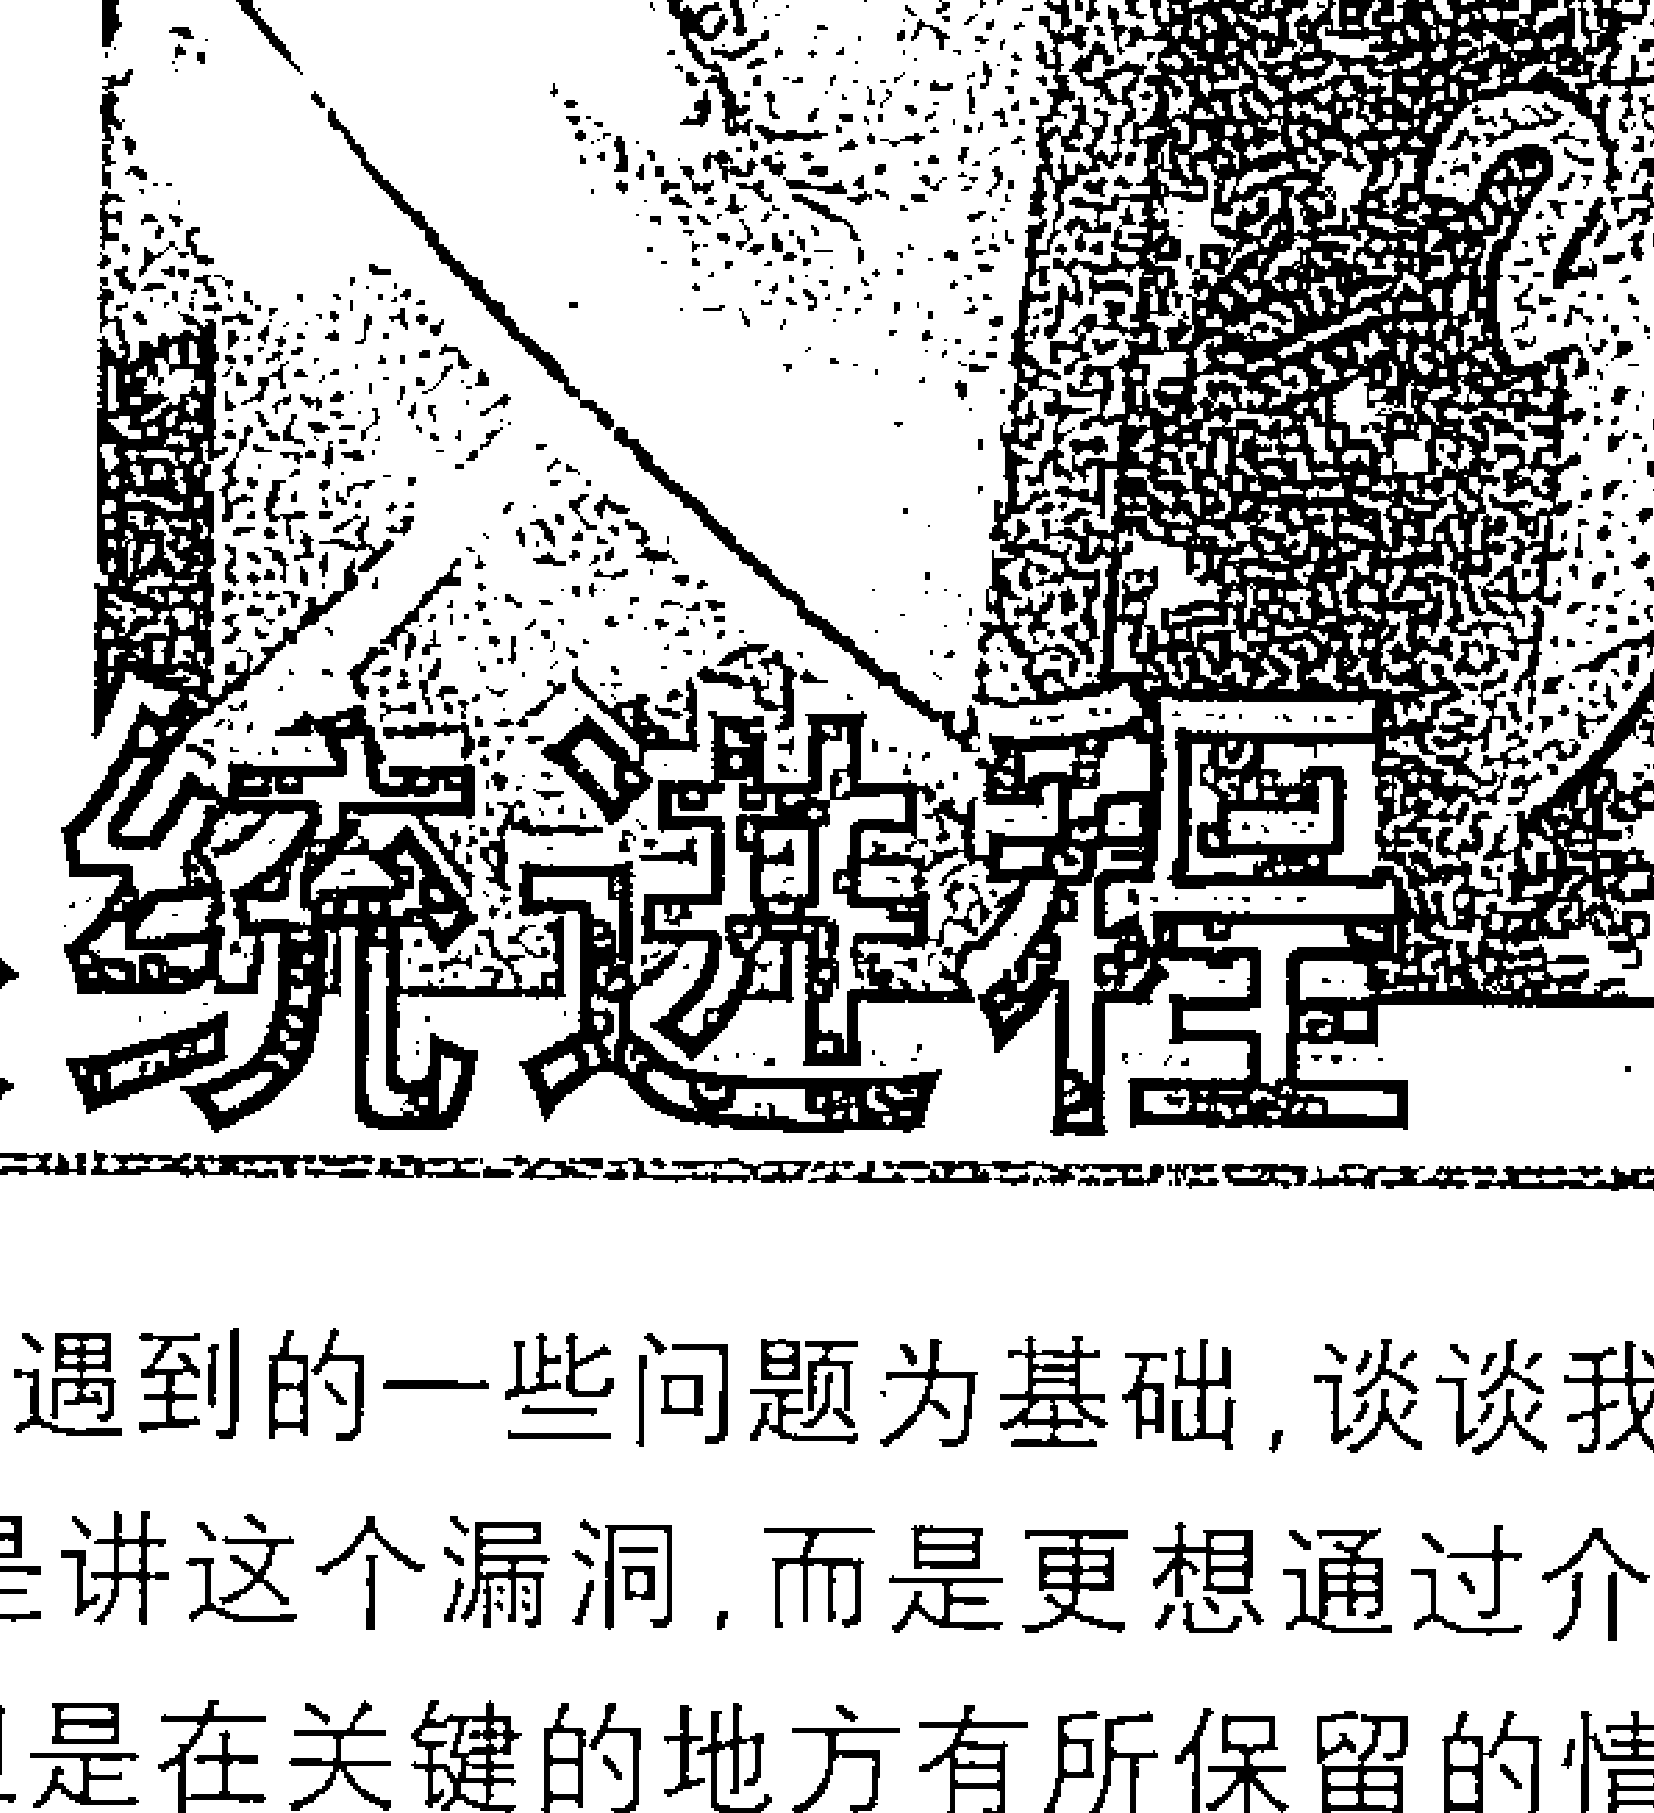 统进程
遇到的一些问题为基础,谈谈我
是讲这个漏洞,而是更想通过介
但是在关键的地方有所保留的情